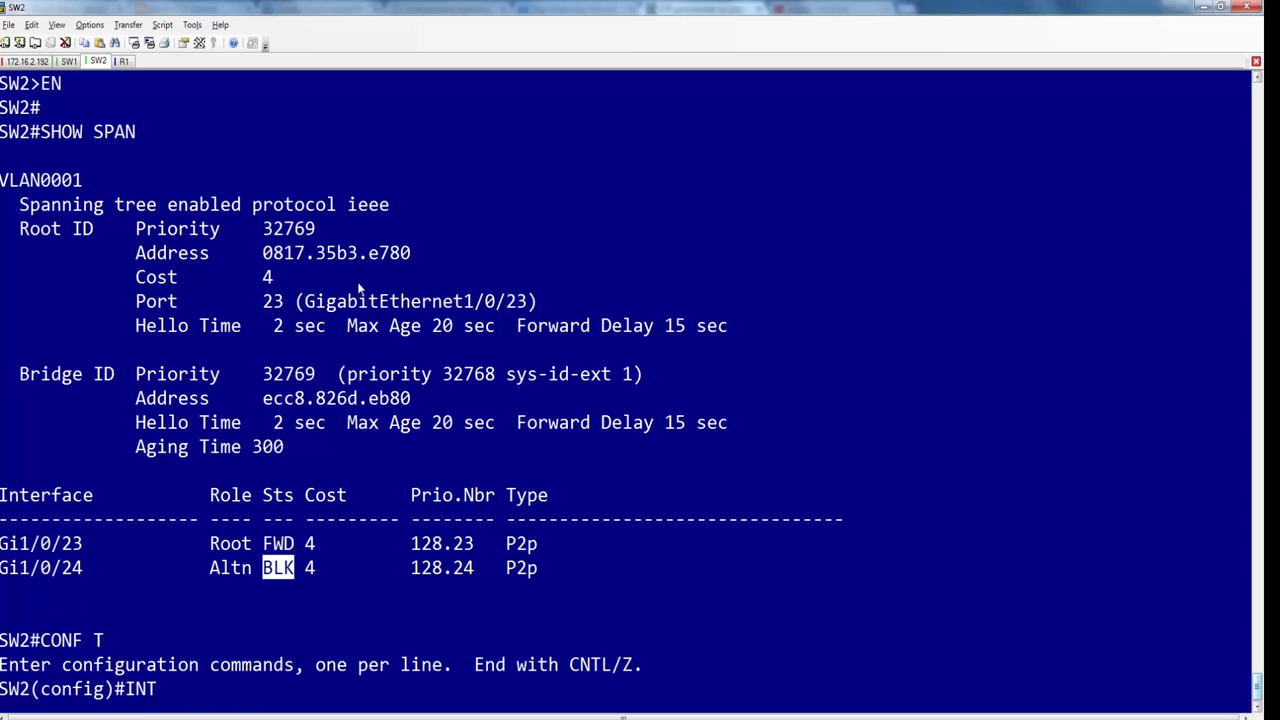 SW2
File Edit View Options Transfer Script Tools Help
172.16.2.192 SW1 SW2 R1
SW2>EN
SW2#
SW2#SHOW SPAN
VLAN0001
Spanning tree enabled protocol ieee
Root ID Priority 32769
Address 0817.35b3.e780
Cost 4
Port 23 (GigabitEthernet1/0/23)
Hello Time 2 sec Max Age 20 sec Forward Delay 15 sec
Bridge ID Priority 32769 (priority 32768 sys-id-ext 1)
Address ecc8.826d.eb80
Hello Time 2 sec Max Age 20 sec Forward Delay 15 sec
Aging Time 300
Interface Role Sts Cost Prio.Nbr Type
------------------- ---- --- --------- -------- --------------------------------
Gi1/0/23 Root FWD 4 128.23 P2p
Gi1/0/24 Altn BLK 4 128.24 P2p
SW2#CONF T
Enter configuration commands, one per line. End with CNTL/Z.
SW2(config)#INT